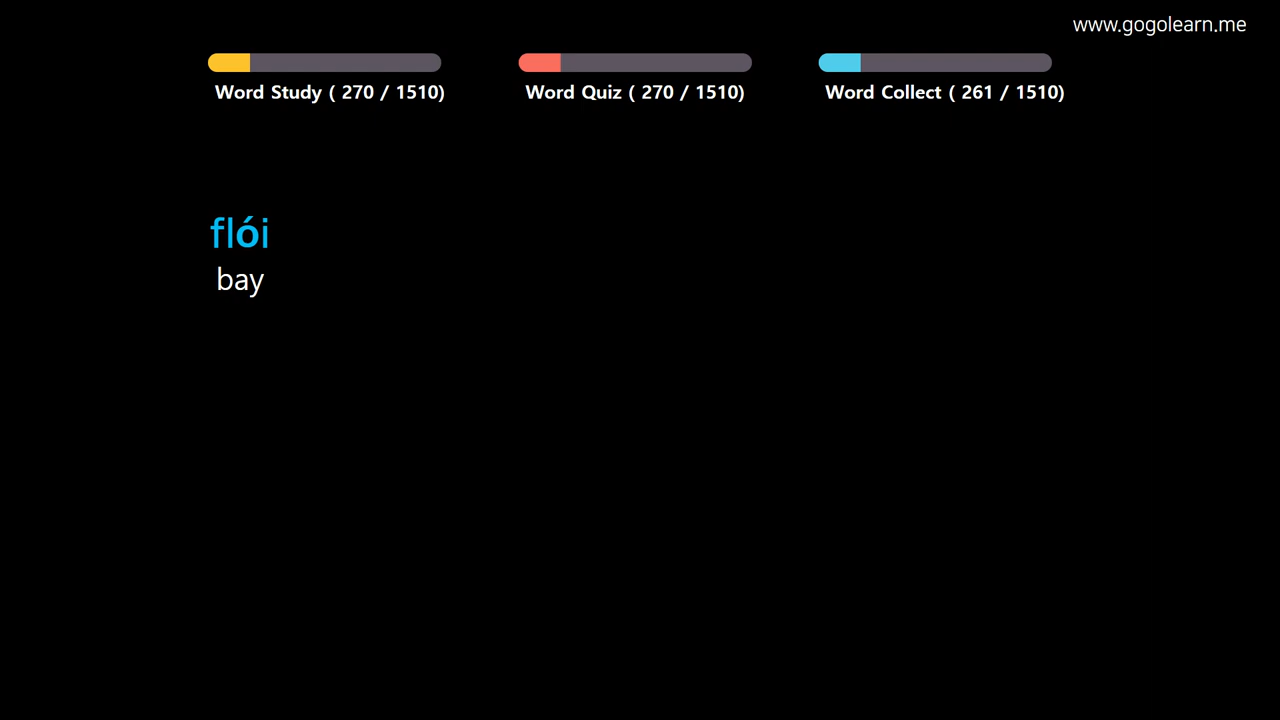 www.gogolearn.me
Word Study ( 270 / 1510)
Word Quiz ( 270 / 1510)
Word Collect ( 261 / 1510)
flói
bay